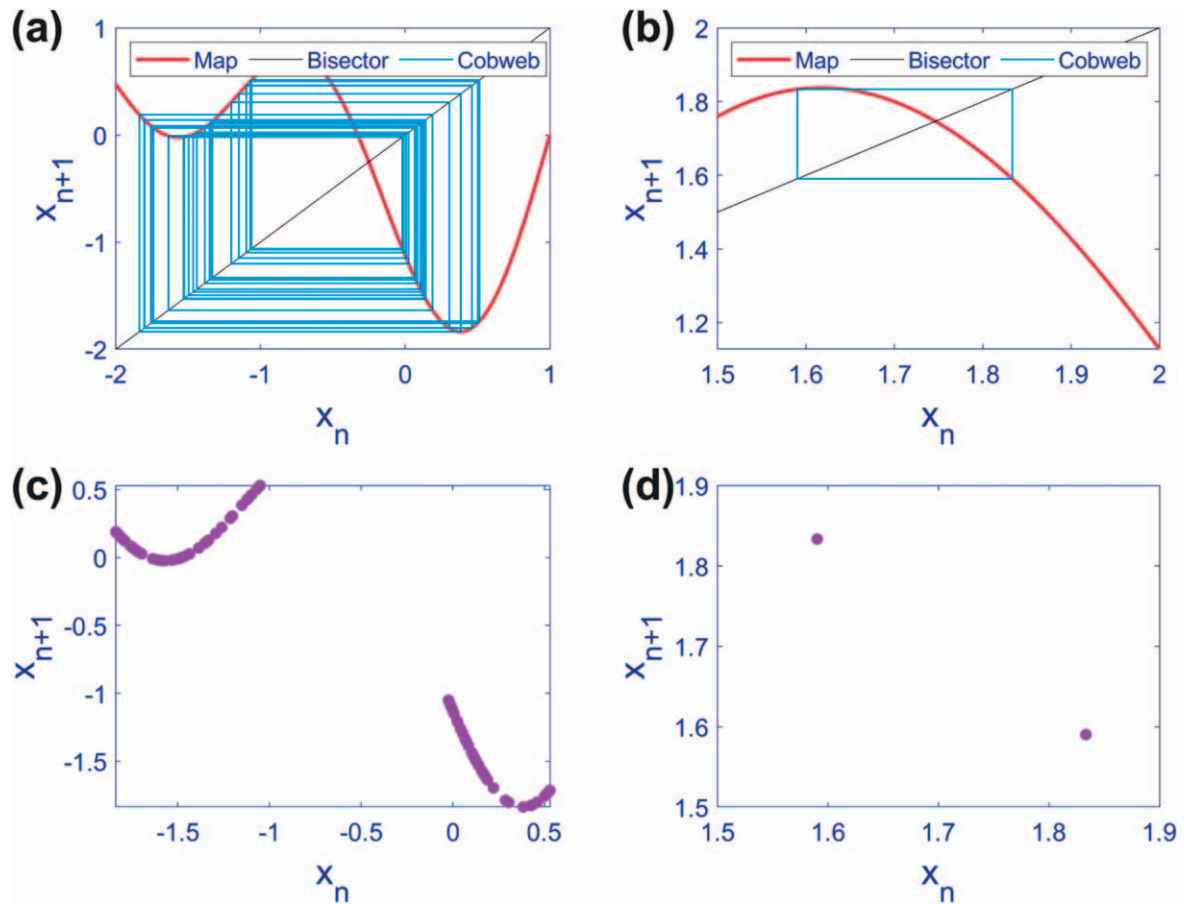 (a)
Map Bisector Cobweb
1
0
-1
-2
x_{n+1}
-2 -1 0 1
x_n
(b)
Map Bisector Cobweb
2
1.8
1.6
1.4
1.2
x_{n+1}
1.5 1.6 1.7 1.8 1.9 2
x_n
(c)
0.5
0
-0.5
-1
-1.5
x_{n+1}
-1.5 -1 -0.5 0 0.5
x_n
(d)
1.9
1.8
1.7
1.6
1.5
x_{n+1}
1.5 1.6 1.7 1.8 1.9
x_n